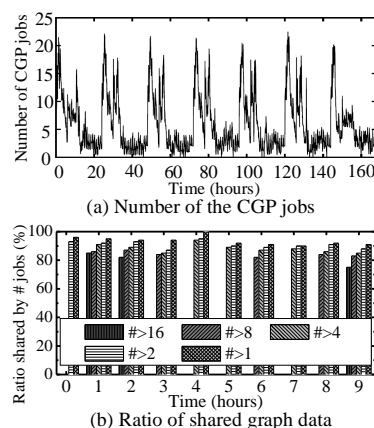 25
20
15
10
5
0
Number of CGP jobs
0 20 40 60 80 100 120 140 160
Time (hours)
(a) Number of the CGP jobs
100
80
60
40
20
0
Ratio shared by # jobs (%)
#>16 #>8 #>4
#>2 #>1
0 1 2 3 4 5 6 7 8 9
Time (hours)
(b) Ratio of shared graph data